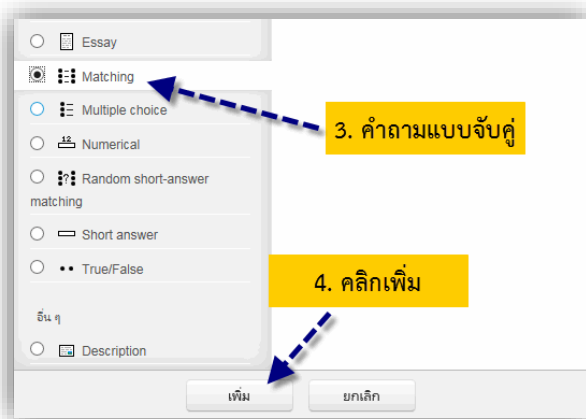 Essay
Matching
Multiple choice
3. คำถามแบบจับคู่
12
Numerical
?
Random short-answer
matching
Short answer
True/False
4. คลิกเพิ่ม
อื่น ๆ
Description
เพิ่ม
ยกเลิก